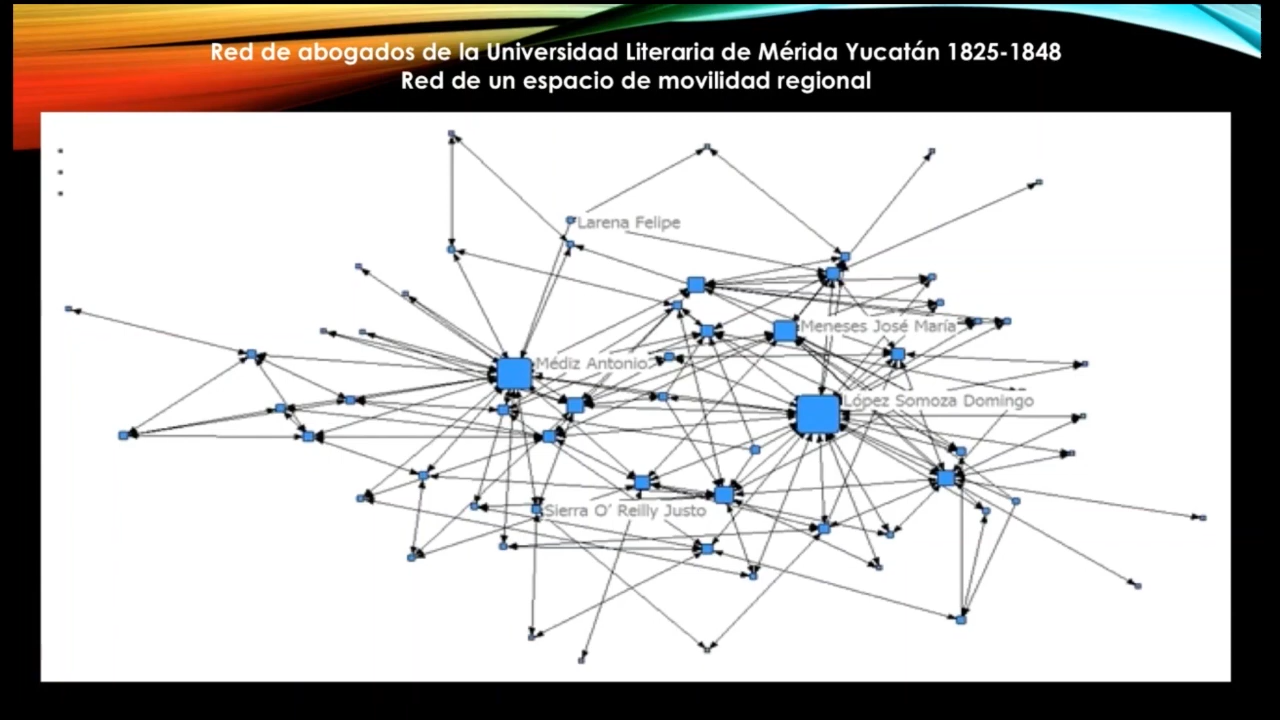 Red de abogados de la Universidad Literaria de Mérida Yucatán 1825-1848
Red de un espacio de movilidad regional
Larena Felipe
Meneses José María
Médiz Antonio
López Somoza Domingo
Sierra O´ Reilly Justo